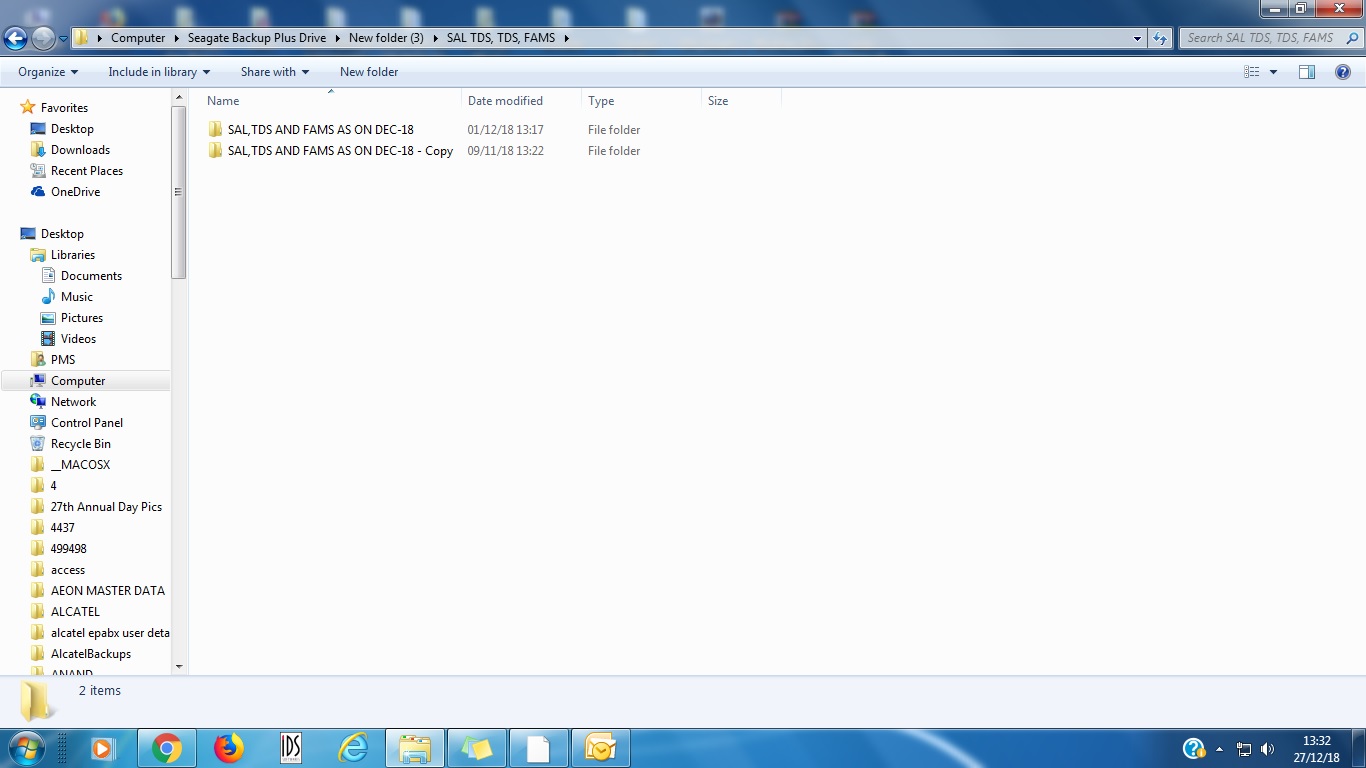 Computer ▸ Seagate Backup Plus Drive ▸ New folder (3) ▸ SAL TDS, TDS, FAMS ▸
Search SAL TDS, TDS, FAMS
Organize Include in library Share with New folder
Name Date modified Type Size
SAL,TDS AND FAMS AS ON DEC-18 01/12/18 13:17 File folder
SAL,TDS AND FAMS AS ON DEC-18 - Copy 09/11/18 13:22 File folder
Favorites
Desktop
Downloads
Recent Places
OneDrive
Desktop
Libraries
Documents
Music
Pictures
Videos
PMS
Computer
Network
Control Panel
Recycle Bin
__MACOSX
4
27th Annual Day Pics
4437
499498
access
AEON MASTER DATA
ALCATEL
alcatel epabx user deta
AlcatelBackups
ANAND
2 items
IDS
13:32
27/12/18